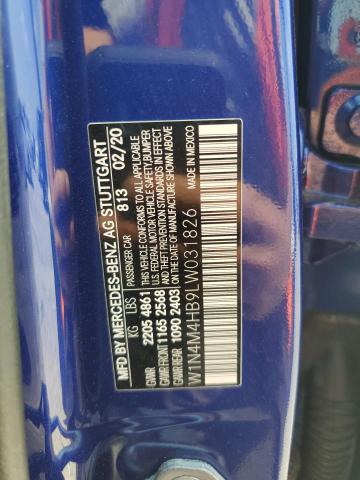 MFD BY MERCEDES-BENZ AG STUTTGART
PASSENGER CAR 813 02/20
KG LBS
GVWR 2205 4861
GAWR FRONT 1165 2568
GAWR REAR 1090 2403
THIS VEHICLE CONFORMS TO ALL APPLICABLE
U.S. FEDERAL MOTOR VEHICLE SAFETY, BUMPER
AND THEFT PREVENTION STANDARDS IN EFFECT
ON THE DATE OF MANUFACTURE SHOWN ABOVE.
MADE IN MEXICO
W1N4M4HB9LW031826